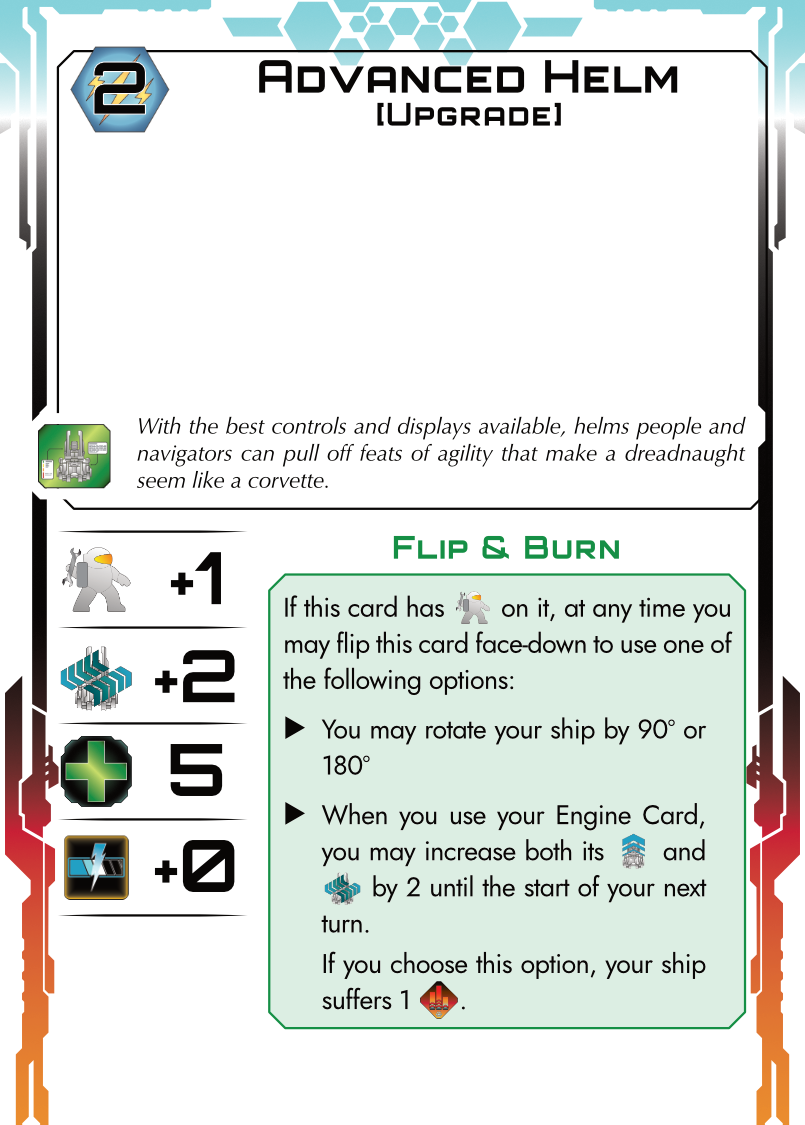 2
ADVANCED HELM
[UPGRADE]
With the best controls and displays available, helms people and
navigators can pull off feats of agility that make a dreadnaught
seem like a corvette.
+1
+2
5
+0
FLIP & BURN
If this card has on it, at any time you
may flip this card face-down to use one of
the following options:
▶ You may rotate your ship by 90° or
180°
▶ When you use your Engine Card,
you may increase both its and
by 2 until the start of your next
turn.
If you choose this option, your ship
suffers 1 .